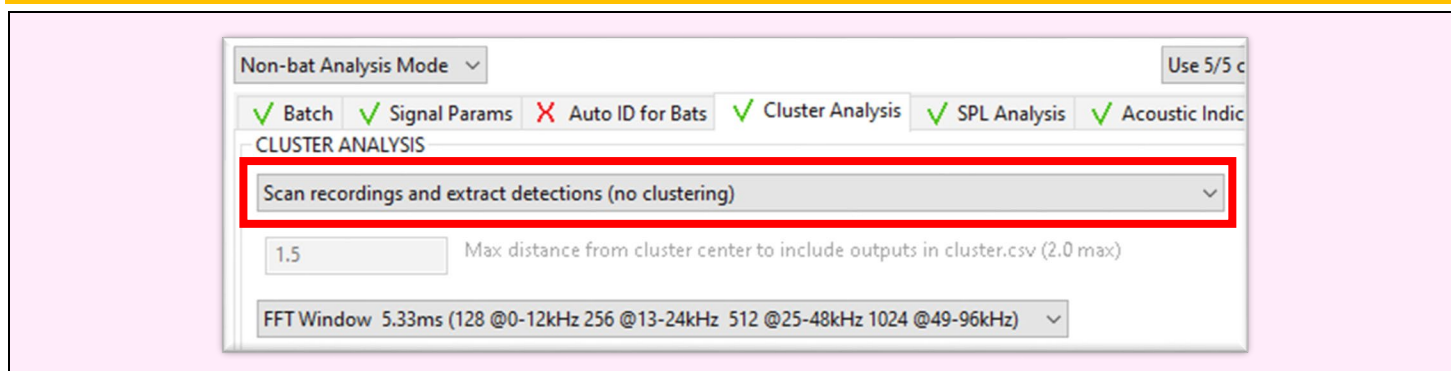 Non-bat Analysis Mode Use 5/5 c
Batch Signal Params Auto ID for Bats Cluster Analysis SPL Analysis Acoustic Indic
CLUSTER ANALYSIS
Scan recordings and extract detections (no clustering)
1.5 Max distance from cluster center to include outputs in cluster.csv (2.0 max)
FFT Window 5.33ms (128 @0-12kHz 256 @13-24kHz 512 @25-48kHz 1024 @49-96kHz)